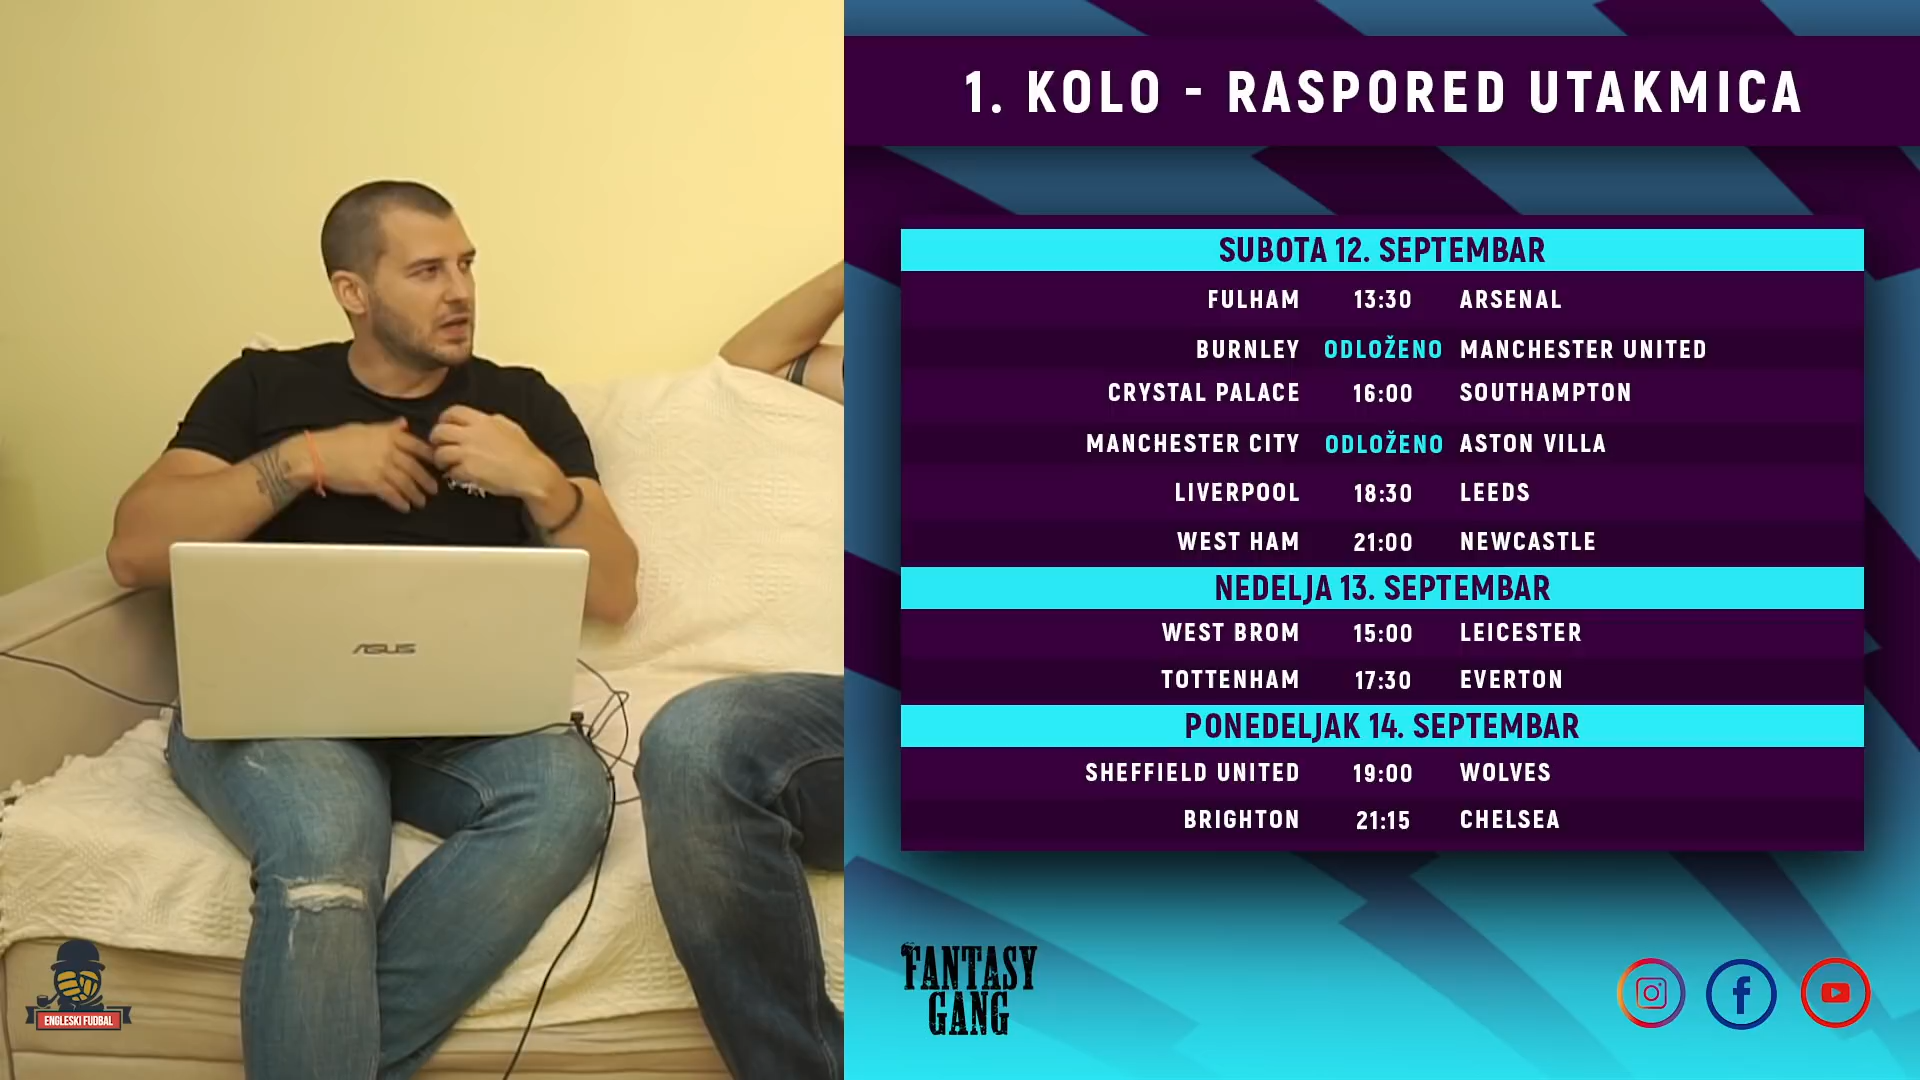 1. KOLO - RASPORED UTAKMICA
SUBOTA 12. SEPTEMBAR
FULHAM 13:30 ARSENAL
BURNLEY ODLOŽENO MANCHESTER UNITED
CRYSTAL PALACE 16:00 SOUTHAMPTON
MANCHESTER CITY ODLOŽENO ASTON VILLA
LIVERPOOL 18:30 LEEDS
WEST HAM 21:00 NEWCASTLE
NEDELJA 13. SEPTEMBAR
WEST BROM 15:00 LEICESTER
TOTTENHAM 17:30 EVERTON
PONEDELJAK 14. SEPTEMBAR
SHEFFIELD UNITED 19:00 WOLVES
BRIGHTON 21:15 CHELSEA
ASUS
ENGLESKI FUDBAL
FANTASY
GANG